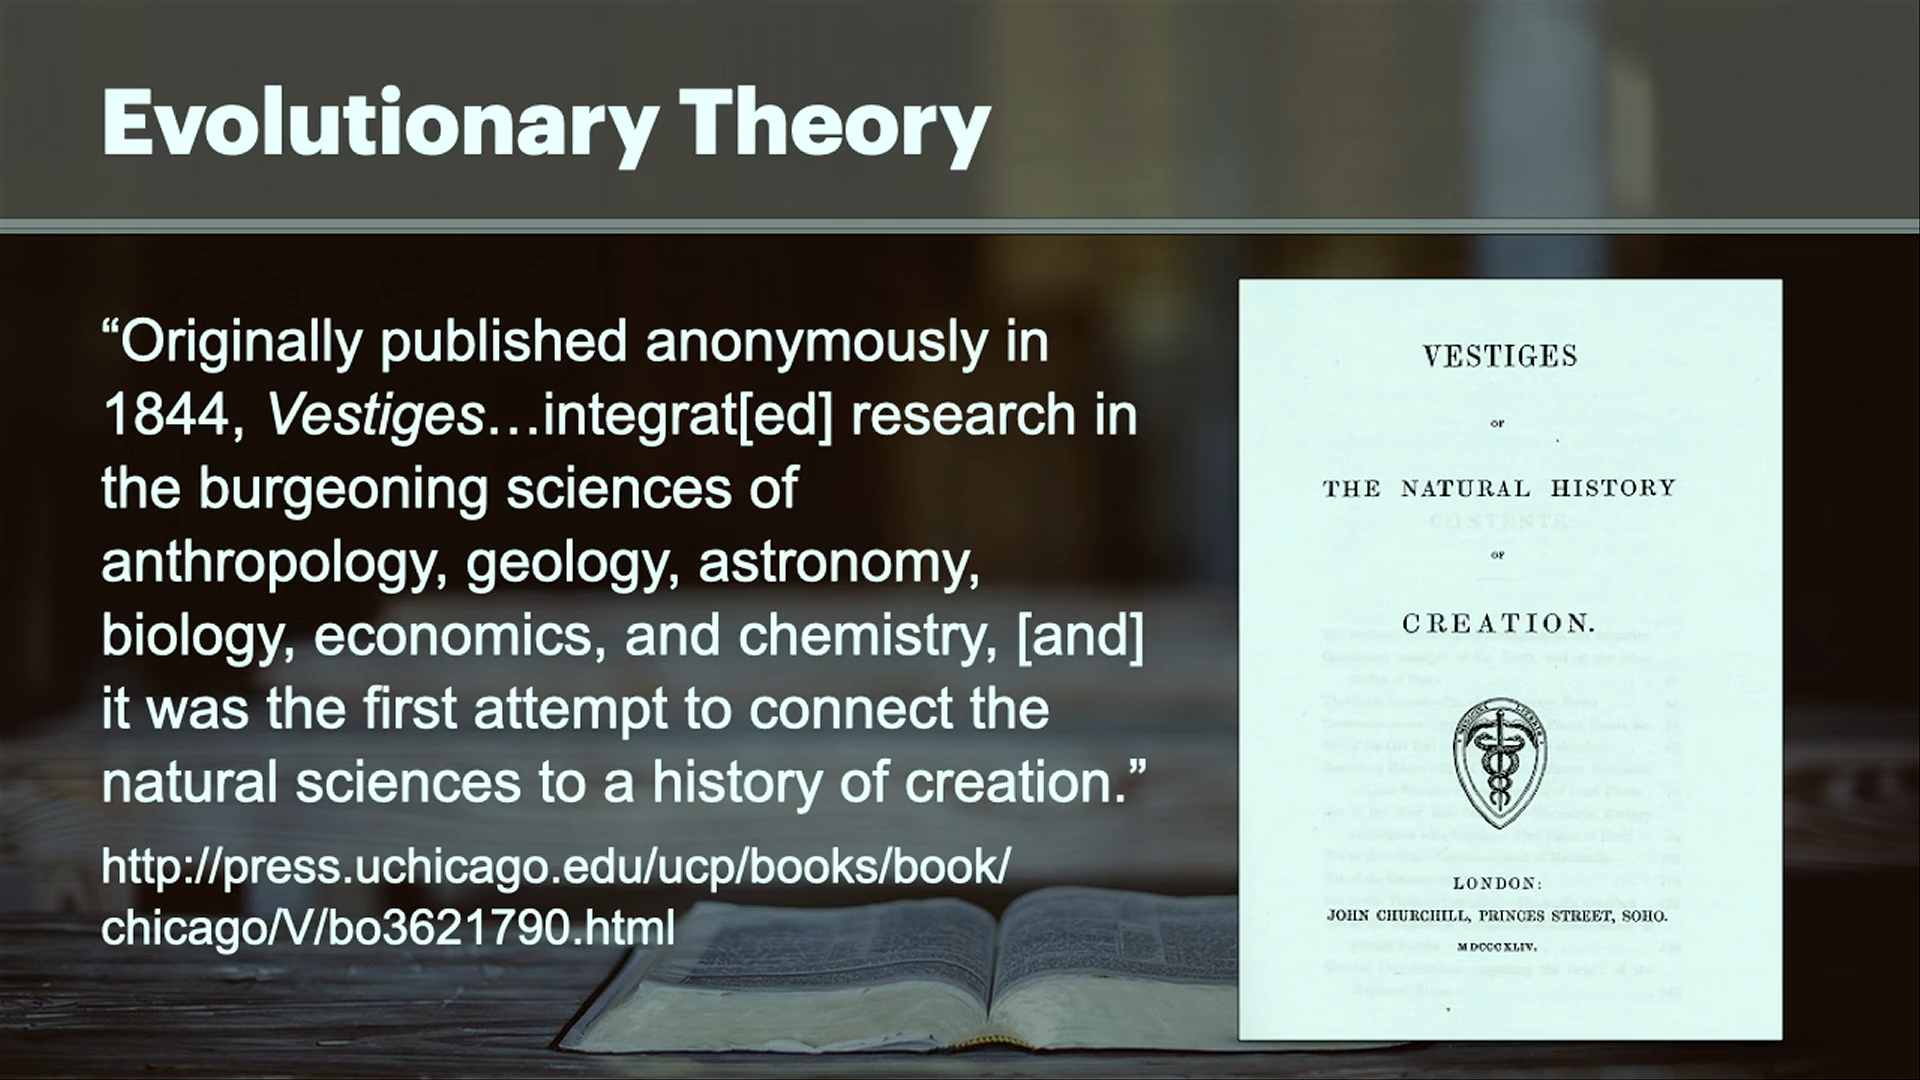 Evolutionary Theory
“Originally published anonymously in
1844, Vestiges…integrat[ed] research in
the burgeoning sciences of
anthropology, geology, astronomy,
biology, economics, and chemistry, [and]
it was the first attempt to connect the
natural sciences to a history of creation.”
http://press.uchicago.edu/ucp/books/book/
chicago/V/bo3621790.html
VESTIGES
OF
THE NATURAL HISTORY
CONTENTS
OF
CREATION.
LONDON:
JOHN CHURCHILL, PRINCES STREET, SOHO.
MDCCCXLIV.